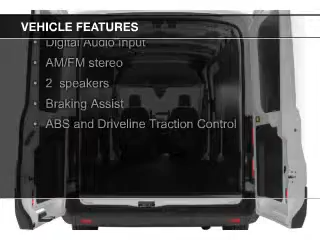 VEHICLE FEATURES
• Digital Audio Input
• AM/FM stereo
• 2 speakers
• Braking Assist
• ABS and Driveline Traction Control